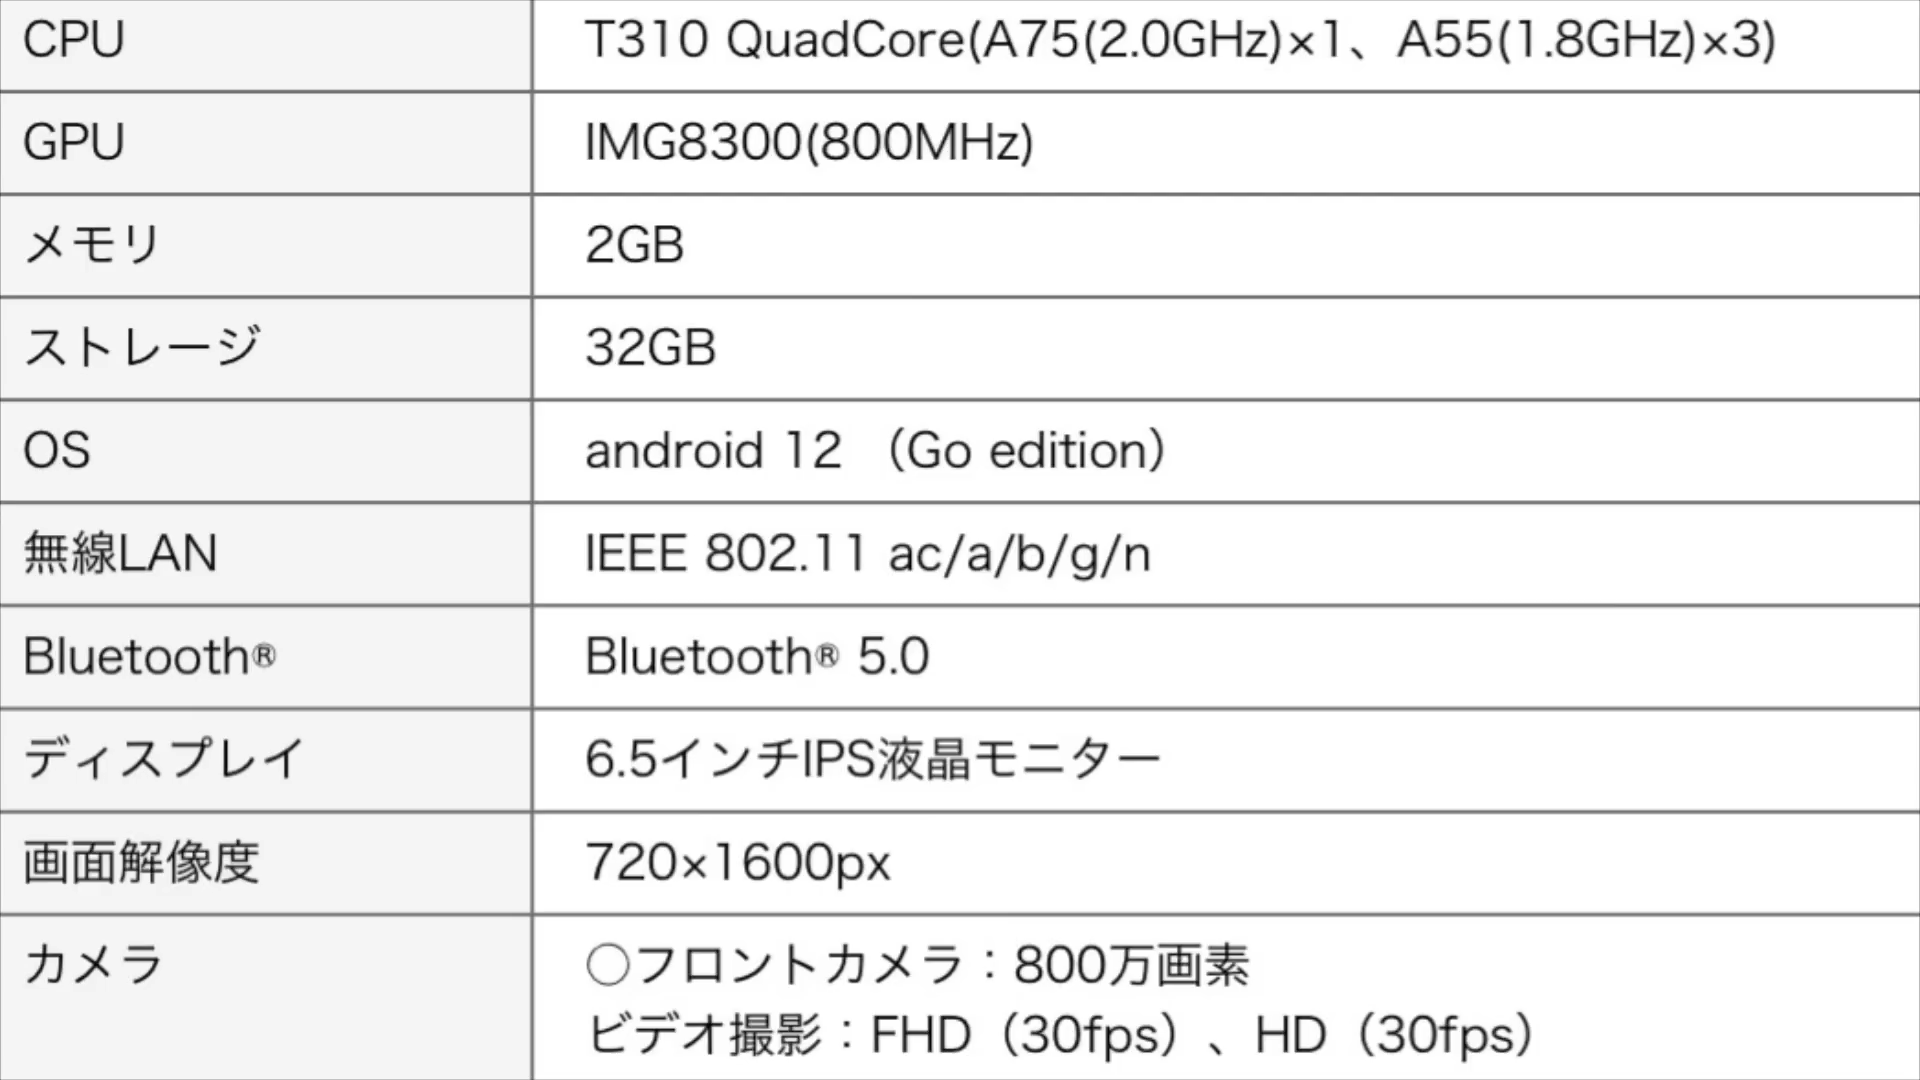 CPU T310 QuadCore(A75(2.0GHz)×1、A55(1.8GHz)×3)
GPU IMG8300(800MHz)
メモリ 2GB
ストレージ 32GB
OS android 12 （Go edition）
無線LAN IEEE 802.11 ac/a/b/g/n
Bluetooth® Bluetooth® 5.0
ディスプレイ 6.5インチIPS液晶モニター
画面解像度 720×1600px
カメラ ○フロントカメラ：800万画素
ビデオ撮影：FHD（30fps）、HD（30fps）